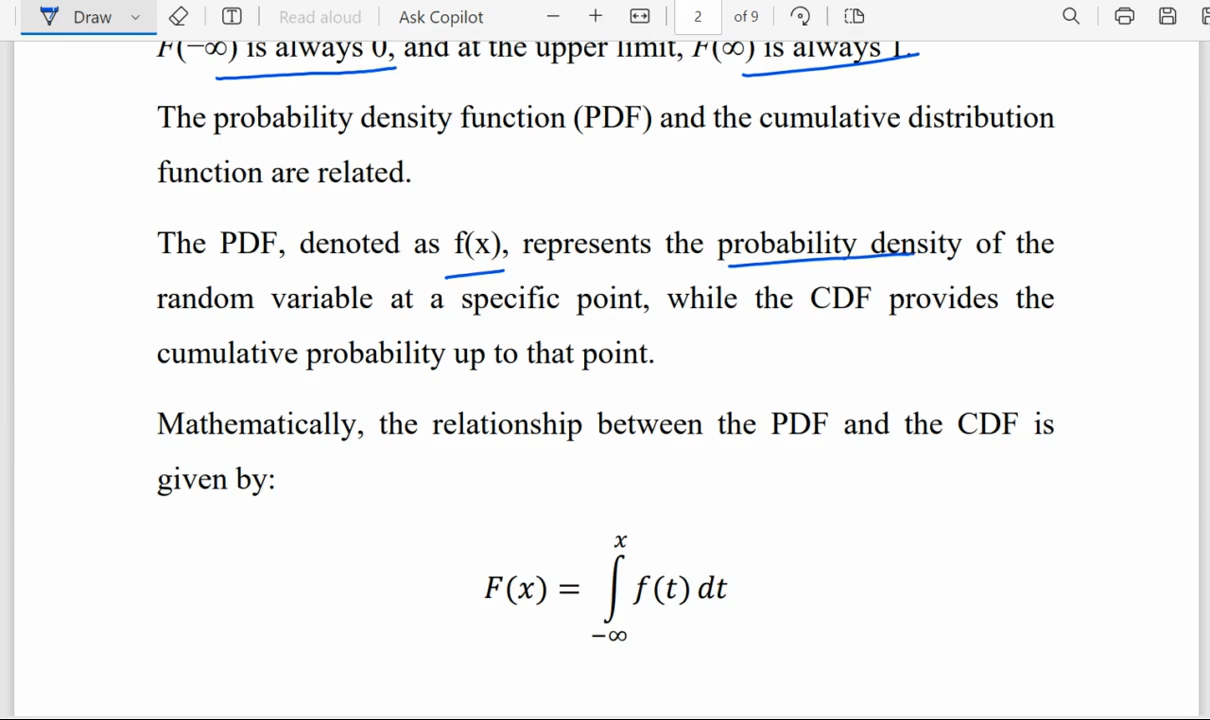 Draw Read aloud Ask Copilot 2 of 9
F(−∞) is always 0, and at the upper limit, F(∞) is always 1.
The probability density function (PDF) and the cumulative distribution
function are related.
The PDF, denoted as f(x), represents the probability density of the
random variable at a specific point, while the CDF provides the
cumulative probability up to that point.
Mathematically, the relationship between the PDF and the CDF is
given by:
x
F(x) = ∫ f(t) dt
−∞